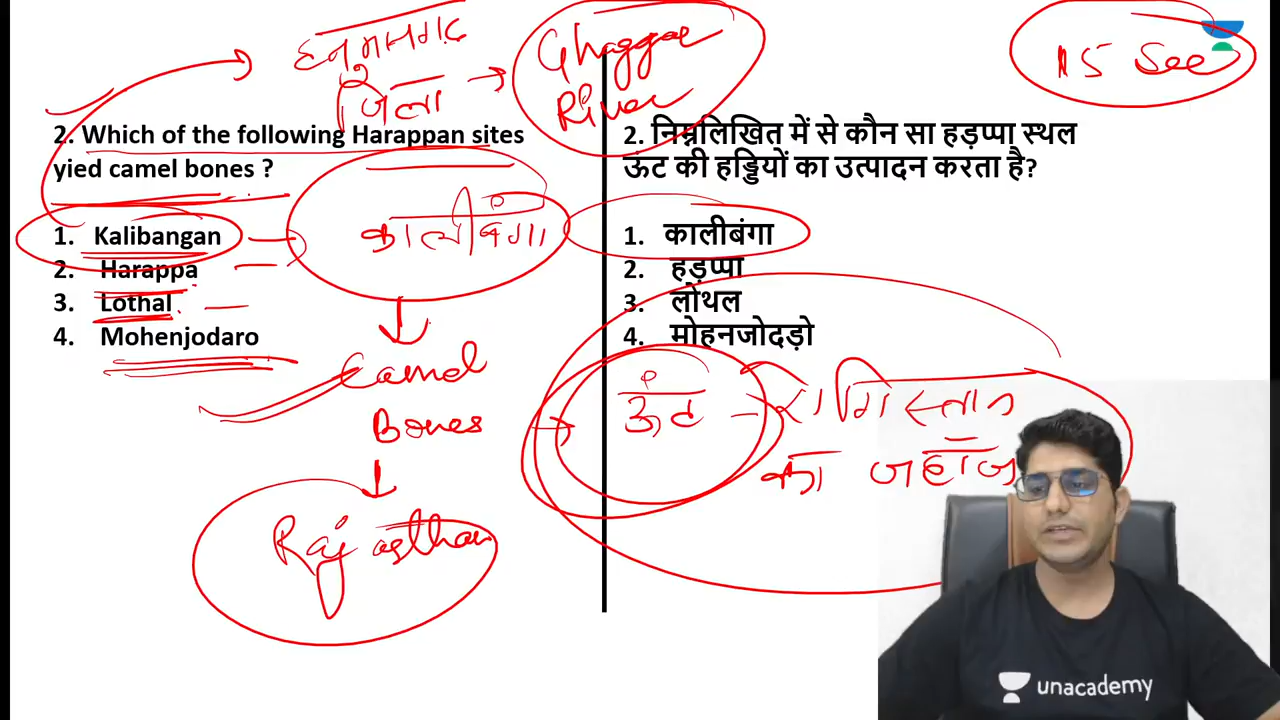 हनुमानगढ़
जिला → Ghaggar
River
15 Sec
2. Which of the following Harappan sites
yied camel bones ?
1. Kalibangan
2. Harappa
3. Lothal
4. Mohenjodaro
कालीबंगा
Camel
Bones
Rajasthan
2. निम्नलिखित में से कौन सा हड़प्पा स्थल
ऊंट की हड्डियों का उत्पादन करता है?
1. कालीबंगा
2. हड़प्पा
3. लोथल
4. मोहनजोदड़ो
ऊँट – रेगिस्तान
का जहाँज
unacademy